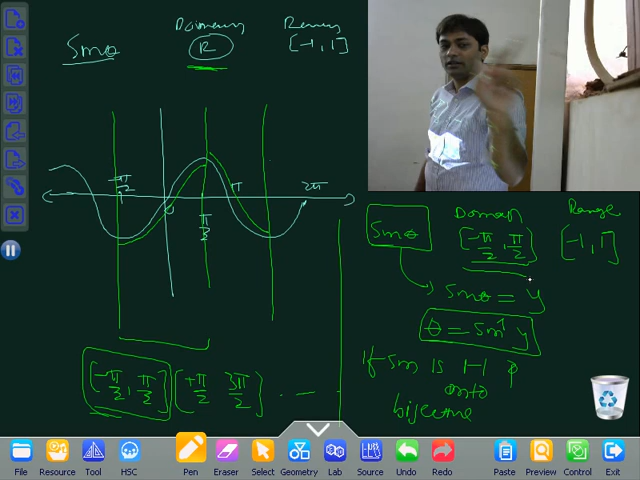 Sinθ
Domain
R
Range
[-1, 1]
-π/2
0
π/2
π
2π
[-π/2, π/2] [+π/2 3π/2] . - - .
Sinθ
Domain
[-π/2, π/2]
Range
[-1, 1]
Sinθ = y
θ = Sin⁻¹ y
If Sin is 1-1 &
onto
bijective
File
Resource
Tool
HSC
Pen
Eraser
Select
Geometry
Lab
Source
Undo
Redo
Paste
Preview
Control
Exit